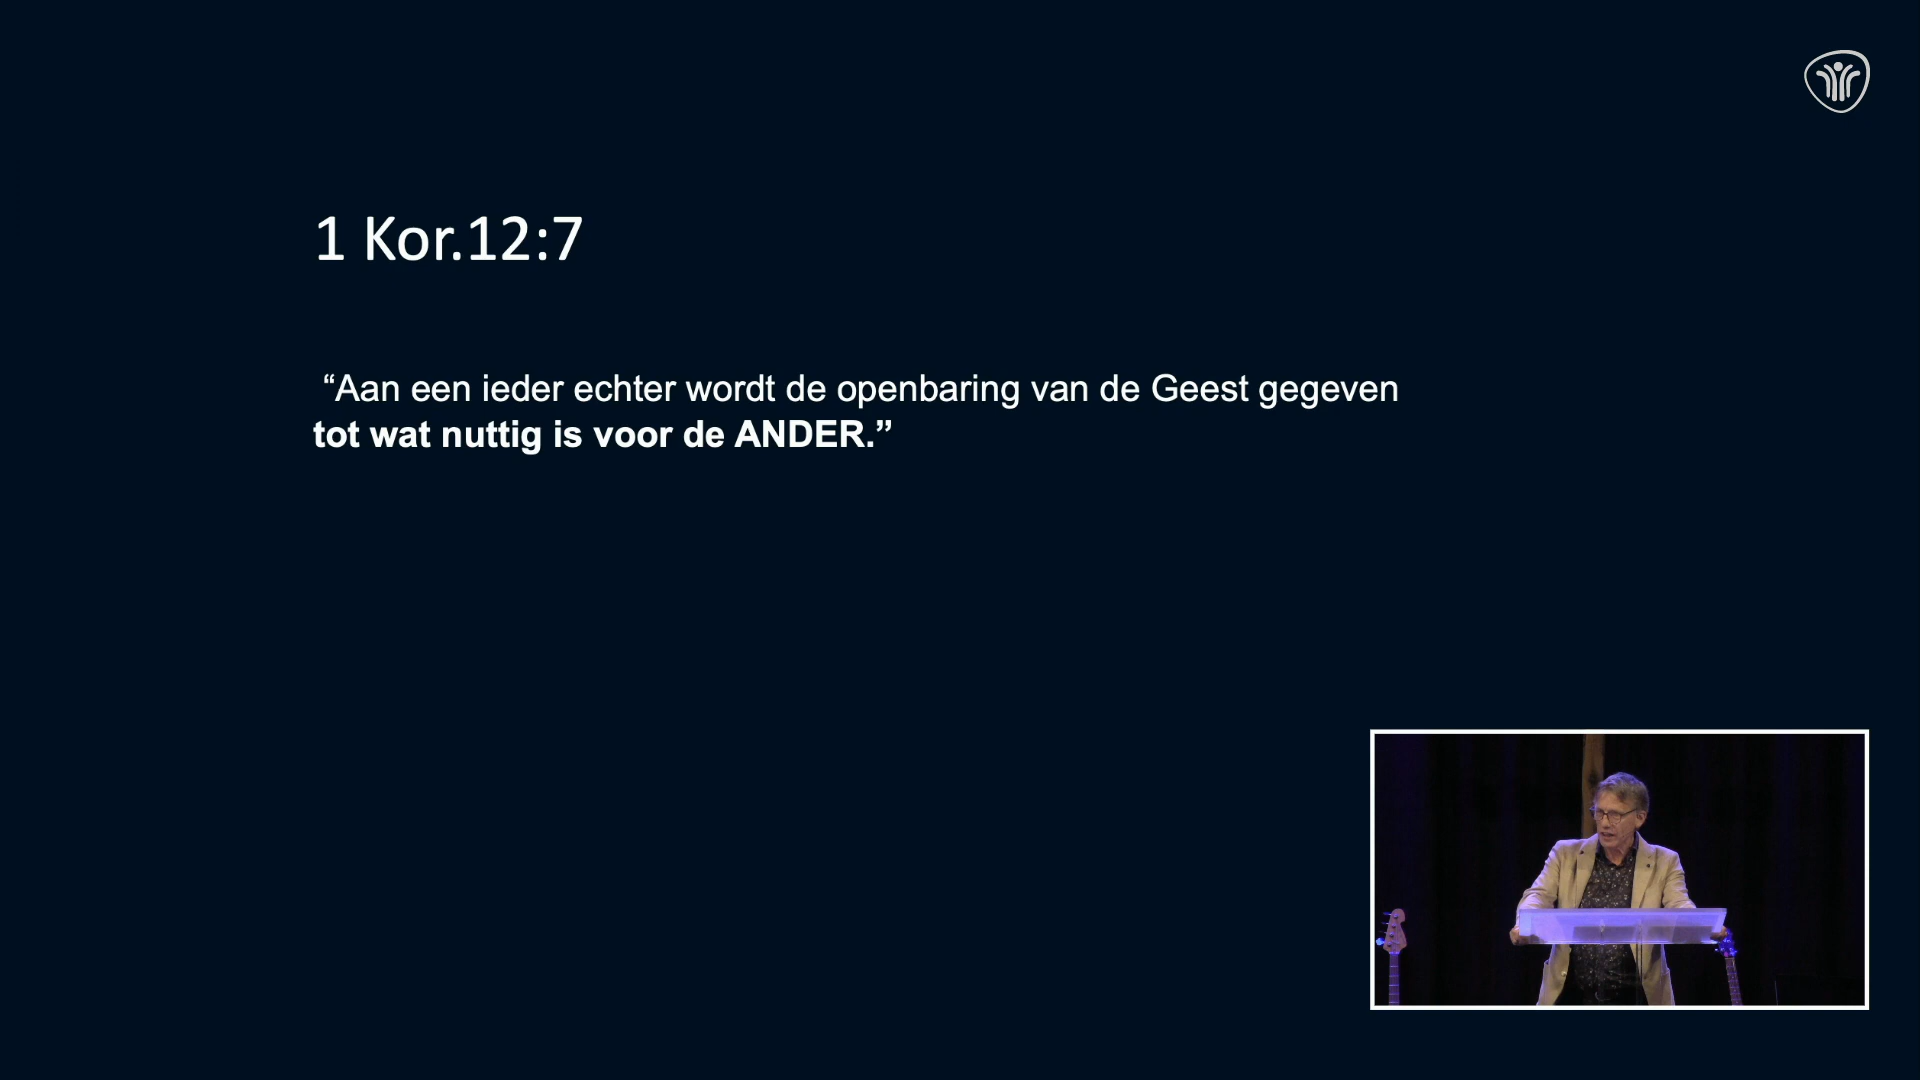 1 Kor.12:7
“Aan een ieder echter wordt de openbaring van de Geest gegeven
tot wat nuttig is voor de ANDER.”